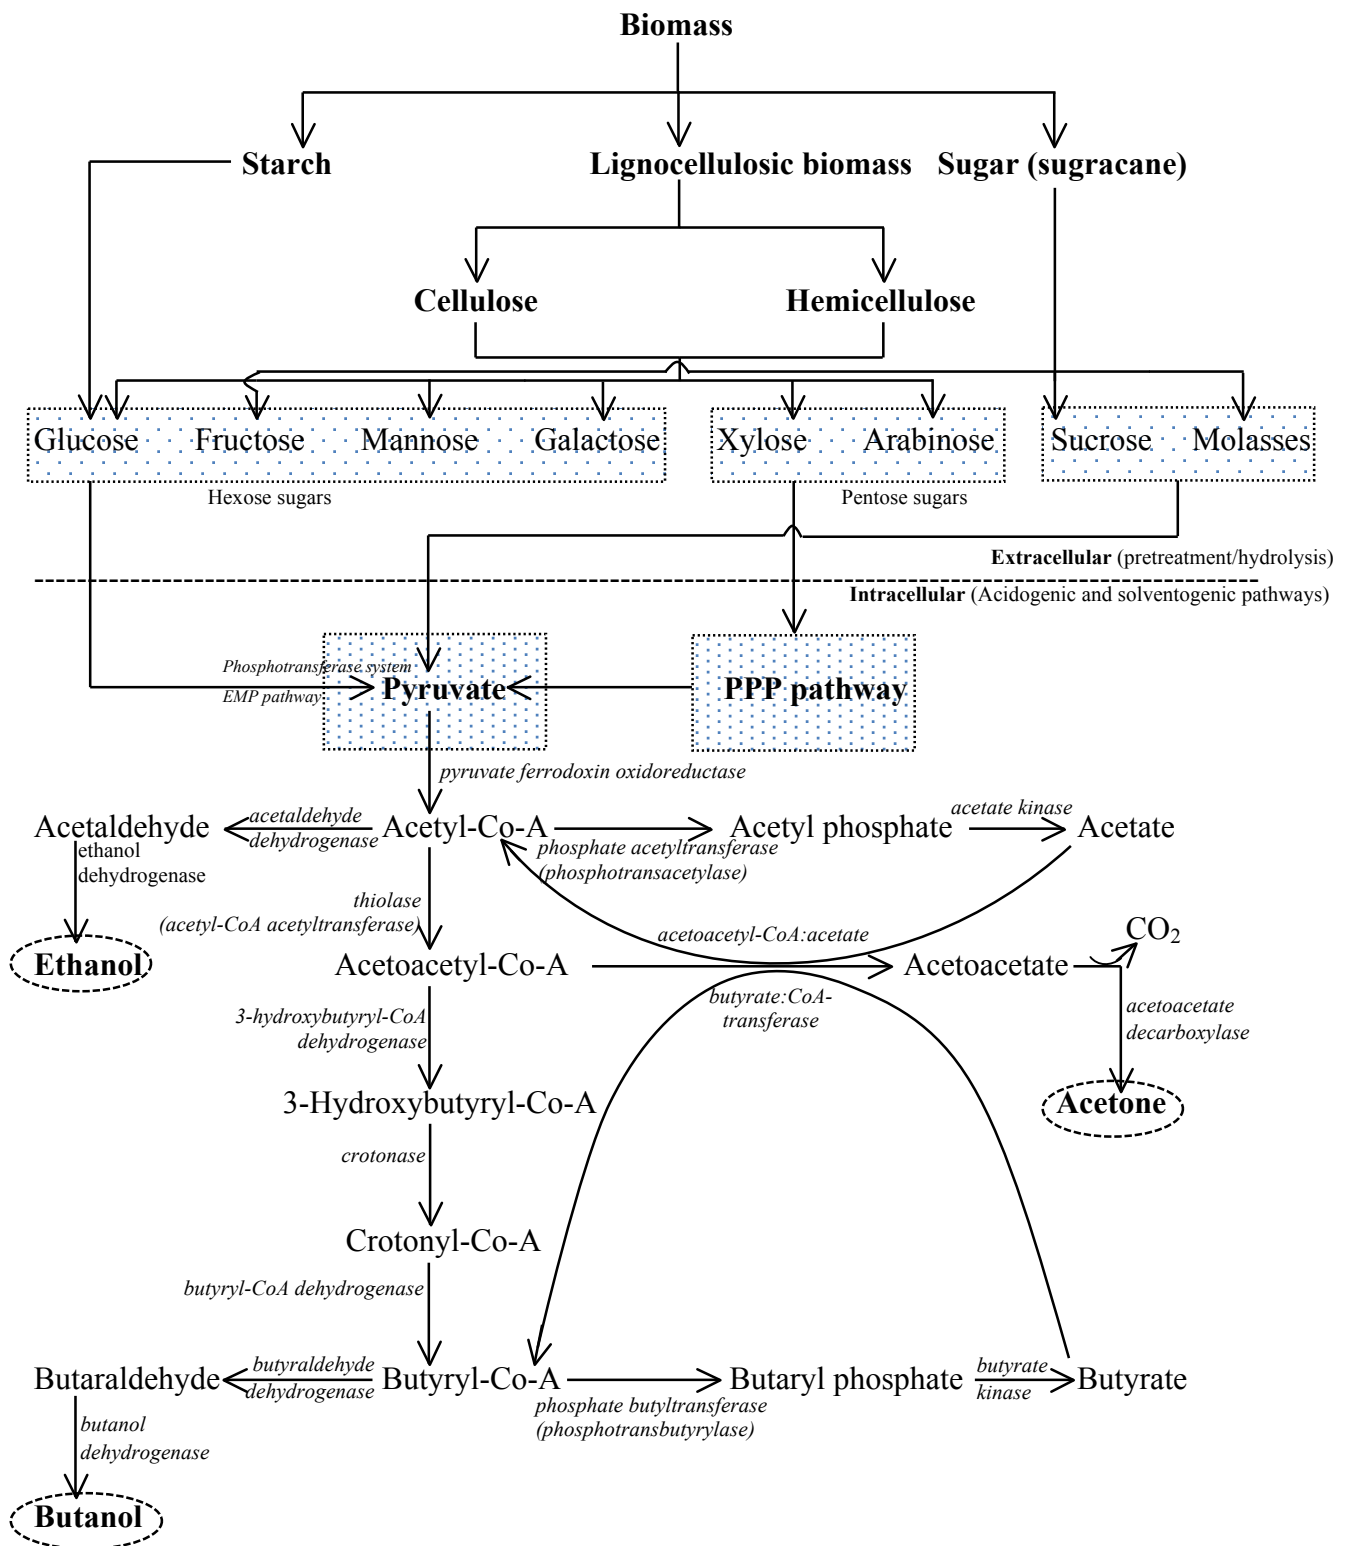 Biomass
Starch
Lignocellulosic biomass
Sugar (sugracane)
Cellulose
Hemicellulose
Glucose
Fructose
Mannose
Galactose
Xylose
Arabinose
Sucrose
Molasses
Hexose sugars
Pentose sugars
Extracellular (pretreatment/hydrolysis)
Intracellular (Acidogenic and solventogenic pathways)
Phosphotransferase system
EMP pathway
Pyruvate
PPP pathway
pyruvate ferrodoxin oxidoreductase
Acetaldehyde
acetaldehyde
dehydrogenase
Acetyl-Co-A
Acetyl phosphate
acetate kinase
Acetate
ethanol
dehydrogenase
phosphate acetyltransferase
(phosphotransacetylase)
thiolase
(acetyl-CoA acetyltransferase)
Ethanol
Acetoacetyl-Co-A
acetoacetyl-CoA:acetate
butyrate:CoA-
transferase
Acetoacetate
CO2
acetoacetate
decarboxylase
3-hydroxybutyryl-CoA
dehydrogenase
3-Hydroxybutyryl-Co-A
Acetone
crotonase
Crotonyl-Co-A
butyryl-CoA dehydrogenase
Butaraldehyde
butyraldehyde
dehydrogenase
Butyryl-Co-A
Butaryl phosphate
butyrate
kinase
Butyrate
phosphate butyltransferase
(phosphotransbutyrylase)
butanol
dehydrogenase
Butanol